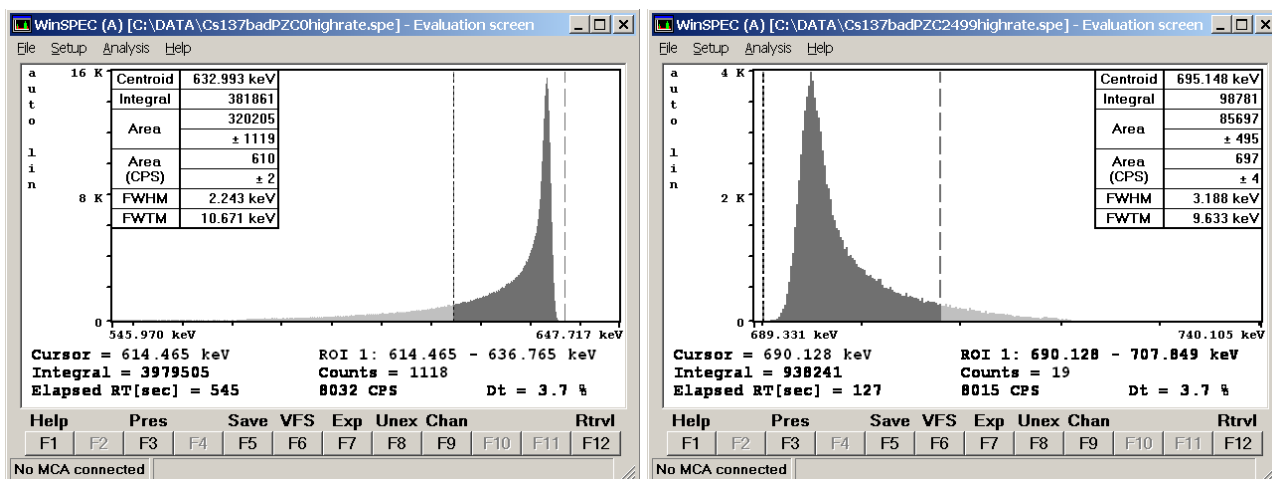 WinSPEC (A) [C:\DATA\Cs137badPZC0highrate.spe] - Evaluation screen
File Setup Analysis Help
auto lin
16 K
8 K
0
Centroid 632.993 keV
Integral 381861
Area 320205
± 1119
Area (CPS) 610
± 2
FWHM 2.243 keV
FWTM 10.671 keV
545.970 keV 647.717 keV
Cursor = 614.465 keV ROI 1: 614.465 - 636.765 keV
Integral = 3979505 Counts = 1118
Elapsed RT[sec] = 545 8032 CPS Dt = 3.7 %
Help Pres Save VFS Exp Unex Chan Rtrvl
F1 F2 F3 F4 F5 F6 F7 F8 F9 F10 F11 F12
No MCA connected
WinSPEC (A) [C:\DATA\Cs137badPZC2499highrate.spe] - Evaluation screen
File Setup Analysis Help
auto lin
4 K
2 K
0
Centroid 695.148 keV
Integral 98781
Area 85697
± 495
Area (CPS) 697
± 4
FWHM 3.188 keV
FWTM 9.633 keV
689.331 keV 740.105 keV
Cursor = 690.128 keV ROI 1: 690.128 - 707.849 keV
Integral = 938241 Counts = 19
Elapsed RT[sec] = 127 8015 CPS Dt = 3.7 %
Help Pres Save VFS Exp Unex Chan Rtrvl
F1 F2 F3 F4 F5 F6 F7 F8 F9 F10 F11 F12
No MCA connected